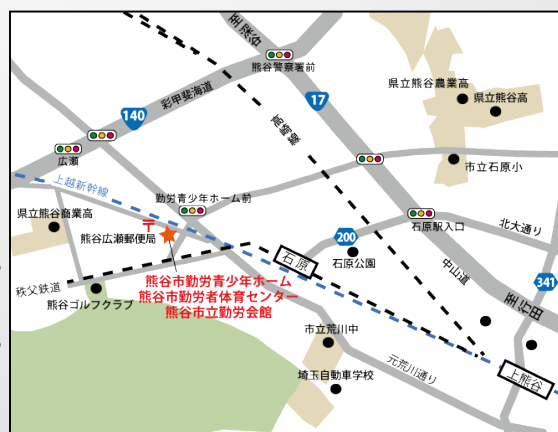 至深谷
熊谷警察署前
県立熊谷農業高
県立熊谷高
彩甲斐街道
140
17
高崎線
広瀬
市立石原小
上越新幹線
勤労青少年ホーム前
県立熊谷商業高
〒
熊谷広瀬郵便局
石原駅入口
北大通り
200
石原
石原公園
中山道
至行田
341
秩父鉄道
熊谷ゴルフクラブ
熊谷市勤労青少年ホーム
熊谷市勤労者体育センター
熊谷市立勤労会館
市立荒川中
元荒川通り
上熊谷
埼玉自動車学校